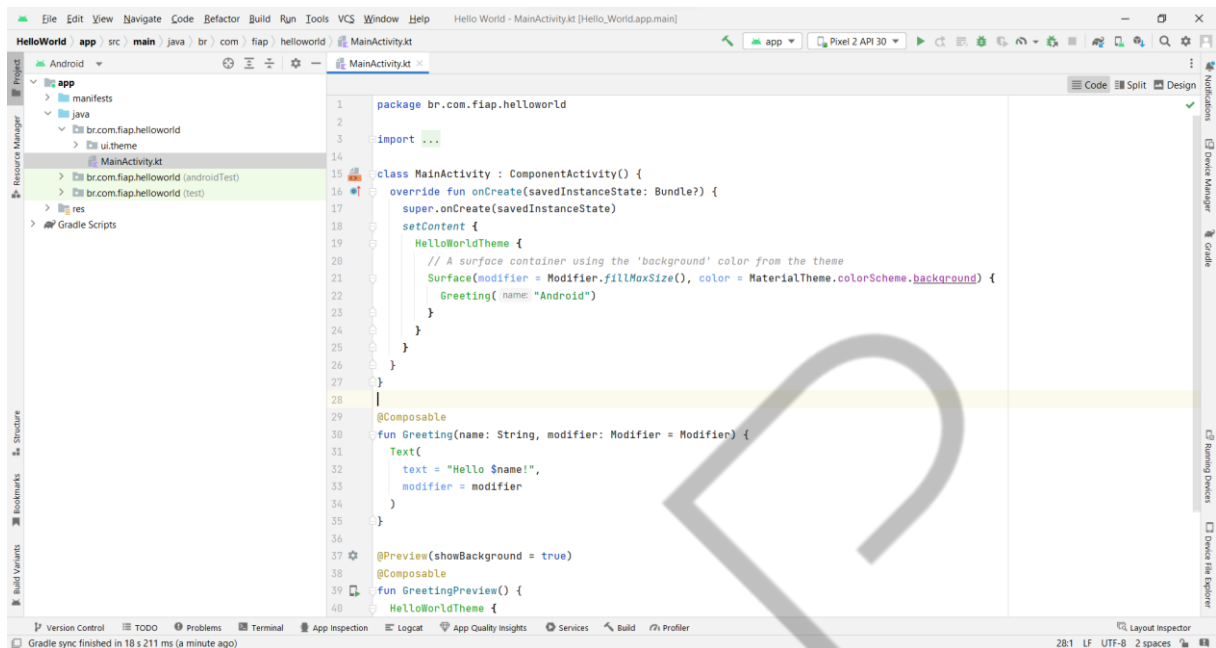 File Edit View Navigate Code Refactor Build Run Tools VCS Window Help Hello World - MainActivity.kt [Hello_World.app.main]
HelloWorld app src main java br com fiap helloworld MainActivity.kt app Pixel 2 API 30
Project
Resource Manager
Structure
Bookmarks
Build Variants
Android
app
manifests
java
br.com.fiap.helloworld
ui.theme
MainActivity.kt
br.com.fiap.helloworld (androidTest)
br.com.fiap.helloworld (test)
res
Gradle Scripts
MainActivity.kt
Code Split Design
1 package br.com.fiap.helloworld
2
3 import ...
14
15 class MainActivity : ComponentActivity() {
16 override fun onCreate(savedInstanceState: Bundle?) {
17 super.onCreate(savedInstanceState)
18 setContent {
19 HelloWorldTheme {
20 // A surface container using the 'background' color from the theme
21 Surface(modifier = Modifier.fillMaxSize(), color = MaterialTheme.colorScheme.background) {
22 Greeting( name: "Android")
23 }
24 }
25 }
26 }
27 }
28
29 @Composable
30 fun Greeting(name: String, modifier: Modifier = Modifier) {
31 Text(
32 text = "Hello $name!",
33 modifier = modifier
34 )
35 }
36
37 @Preview(showBackground = true)
38 @Composable
39 fun GreetingPreview() {
40 HelloWorldTheme {
Notifications
Device Manager
Gradle
Running Devices
Device File Explorer
Version Control TODO Problems Terminal App Inspection Logcat App Quality Insights Services Build Profiler Layout Inspector
Gradle sync finished in 18 s 211 ms (a minute ago) 28:1 LF UTF-8 2 spaces